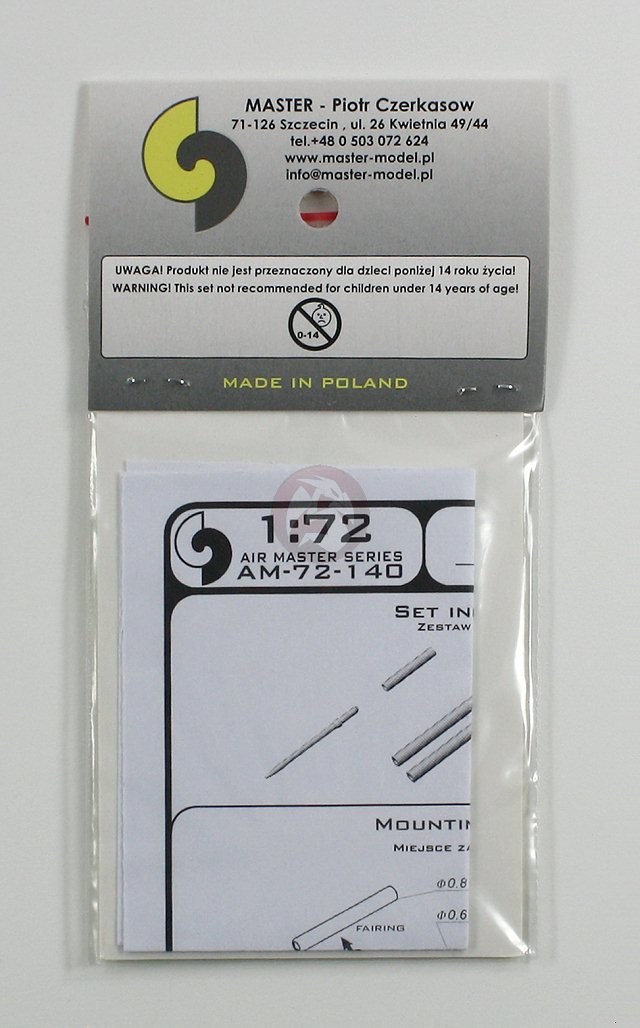 MASTER - Piotr Czerkasow
71-126 Szczecin , ul. 26 Kwietnia 49/44
tel.+48 0 503 072 624
www.master-model.pl
info@master-model.pl
UWAGA! Produkt nie jest przeznaczony dla dzieci poniżej 14 roku życia!
WARNING! This set not recommended for children under 14 years of age!
0-14
MADE IN POLAND
1:72
AIR MASTER SERIES
AM-72-140
SET IN
ZESTAW
MOUNTIN
MIEJSCE ZA
Φ0.8
Φ0.6
FAIRING